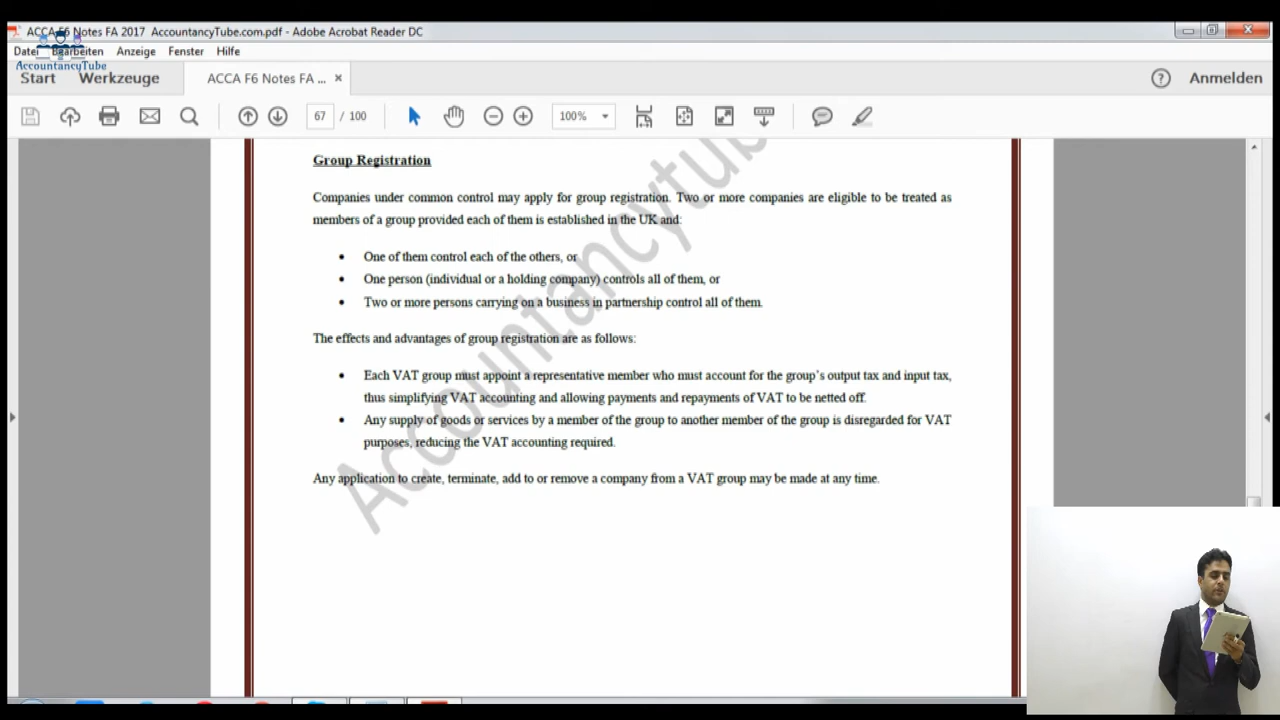 ACCA F6 Notes FA 2017 AccountancyTube.com.pdf - Adobe Acrobat Reader DC
Datei Bearbeiten Anzeige Fenster Hilfe
AccountancyTube
Start Werkzeuge ACCA F6 Notes FA ... × Anmelden
67 / 100 100%
Group Registration
Companies under common control may apply for group registration. Two or more companies are eligible to be treated as
members of a group provided each of them is established in the UK and:
• One of them control each of the others, or
• One person (individual or a holding company) controls all of them, or
• Two or more persons carrying on a business in partnership control all of them.
The effects and advantages of group registration are as follows:
• Each VAT group must appoint a representative member who must account for the group's output tax and input tax,
thus simplifying VAT accounting and allowing payments and repayments of VAT to be netted off.
• Any supply of goods or services by a member of the group to another member of the group is disregarded for VAT
purposes, reducing the VAT accounting required.
Any application to create, terminate, add to or remove a company from a VAT group may be made at any time.
Accountancytub